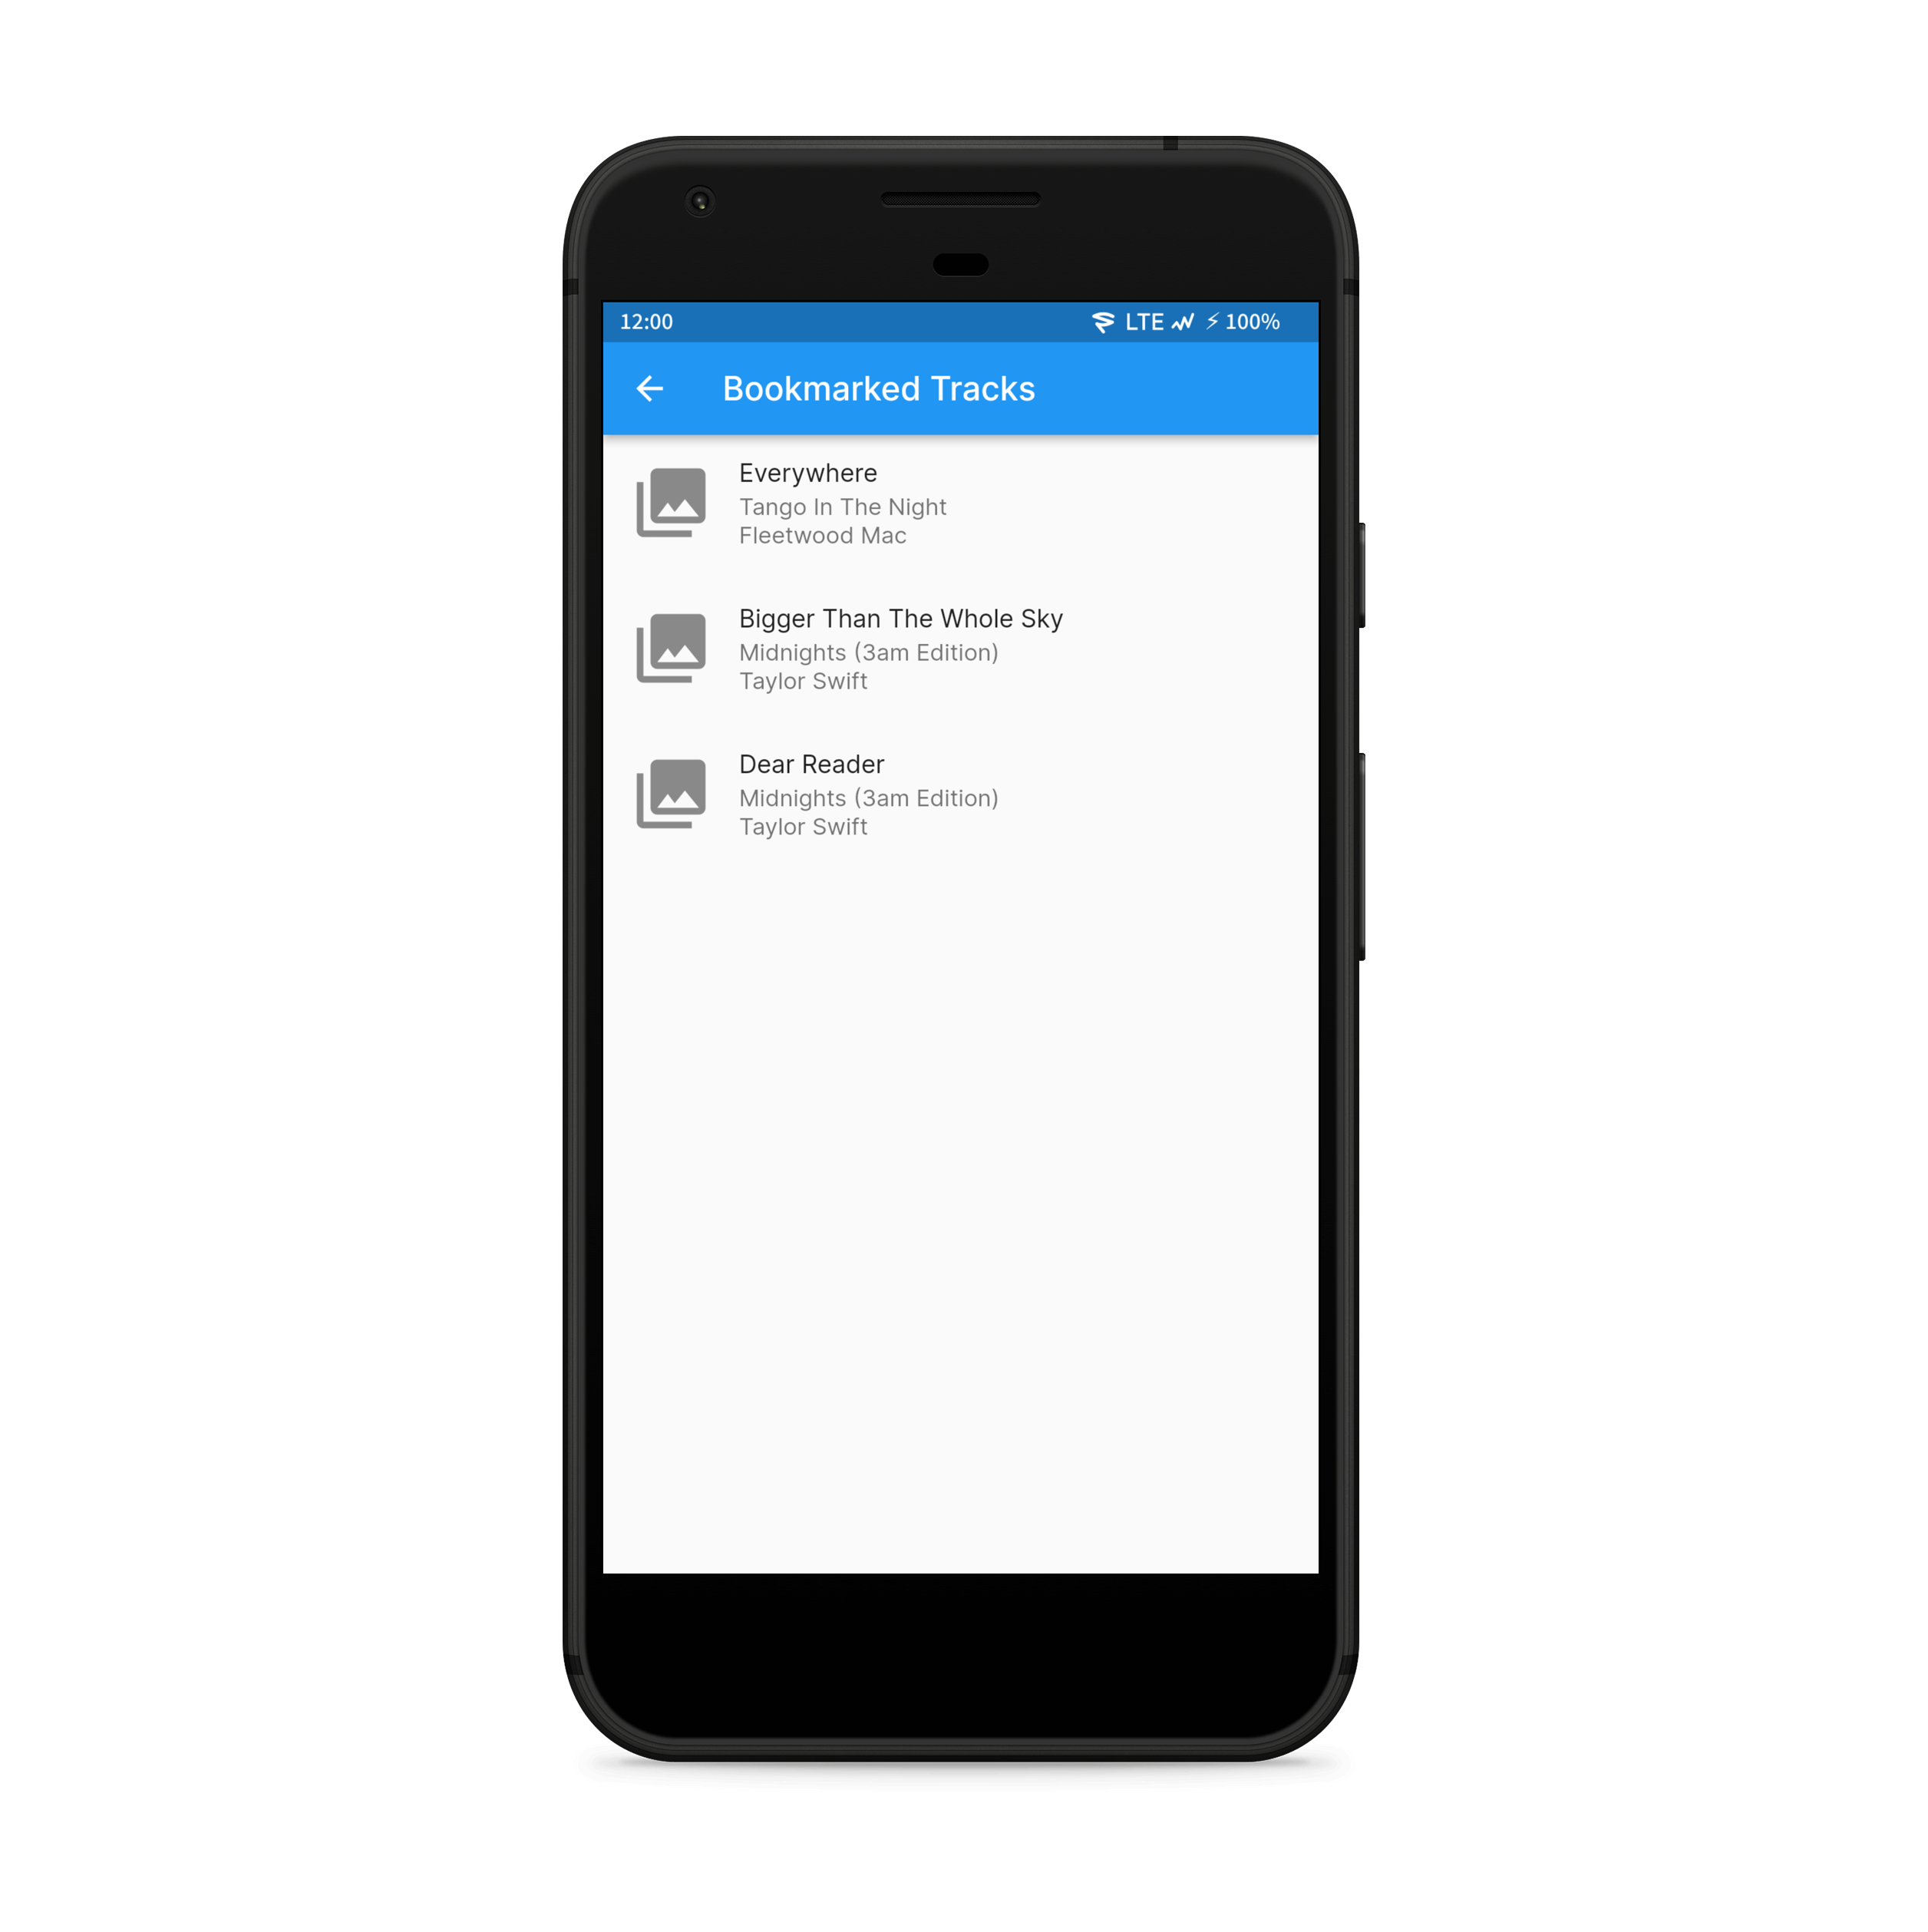 12:00 LTE 100%
Bookmarked Tracks
Everywhere
Tango In The Night
Fleetwood Mac
Bigger Than The Whole Sky
Midnights (3am Edition)
Taylor Swift
Dear Reader
Midnights (3am Edition)
Taylor Swift